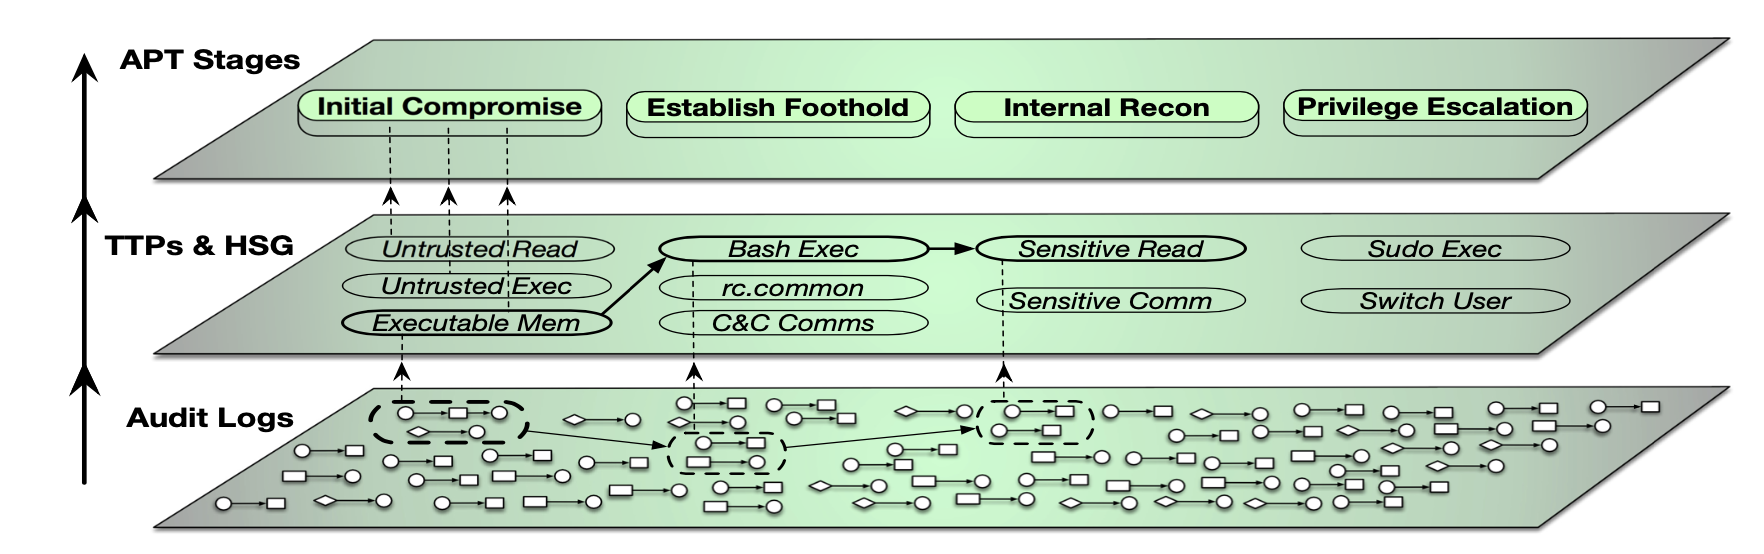 APT Stages
Initial Compromise
Establish Foothold
Internal Recon
Privilege Escalation
TTPs & HSG
Untrusted Read
Bash Exec
Sensitive Read
Sudo Exec
Untrusted Exec
rc.common
Sensitive Comm
Switch User
Executable Mem
C&C Comms
Audit Logs